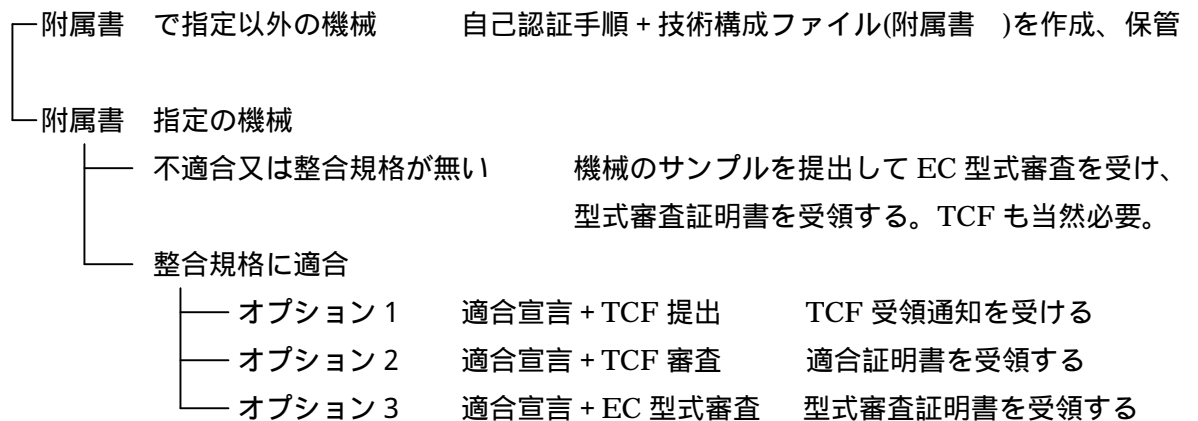 附属書　で指定以外の機械　自己認証手順+技術構成ファイル(附属書　)を作成、保管
附属書　指定の機械
不適合又は整合規格が無い　機械のサンプルを提出して EC 型式審査を受け、
型式審査証明書を受領する。TCF も当然必要。
整合規格に適合
オプション 1　適合宣言+TCF 提出　TCF 受領通知を受ける
オプション 2　適合宣言+TCF 審査　適合証明書を受領する
オプション 3　適合宣言+EC 型式審査　型式審査証明書を受領する